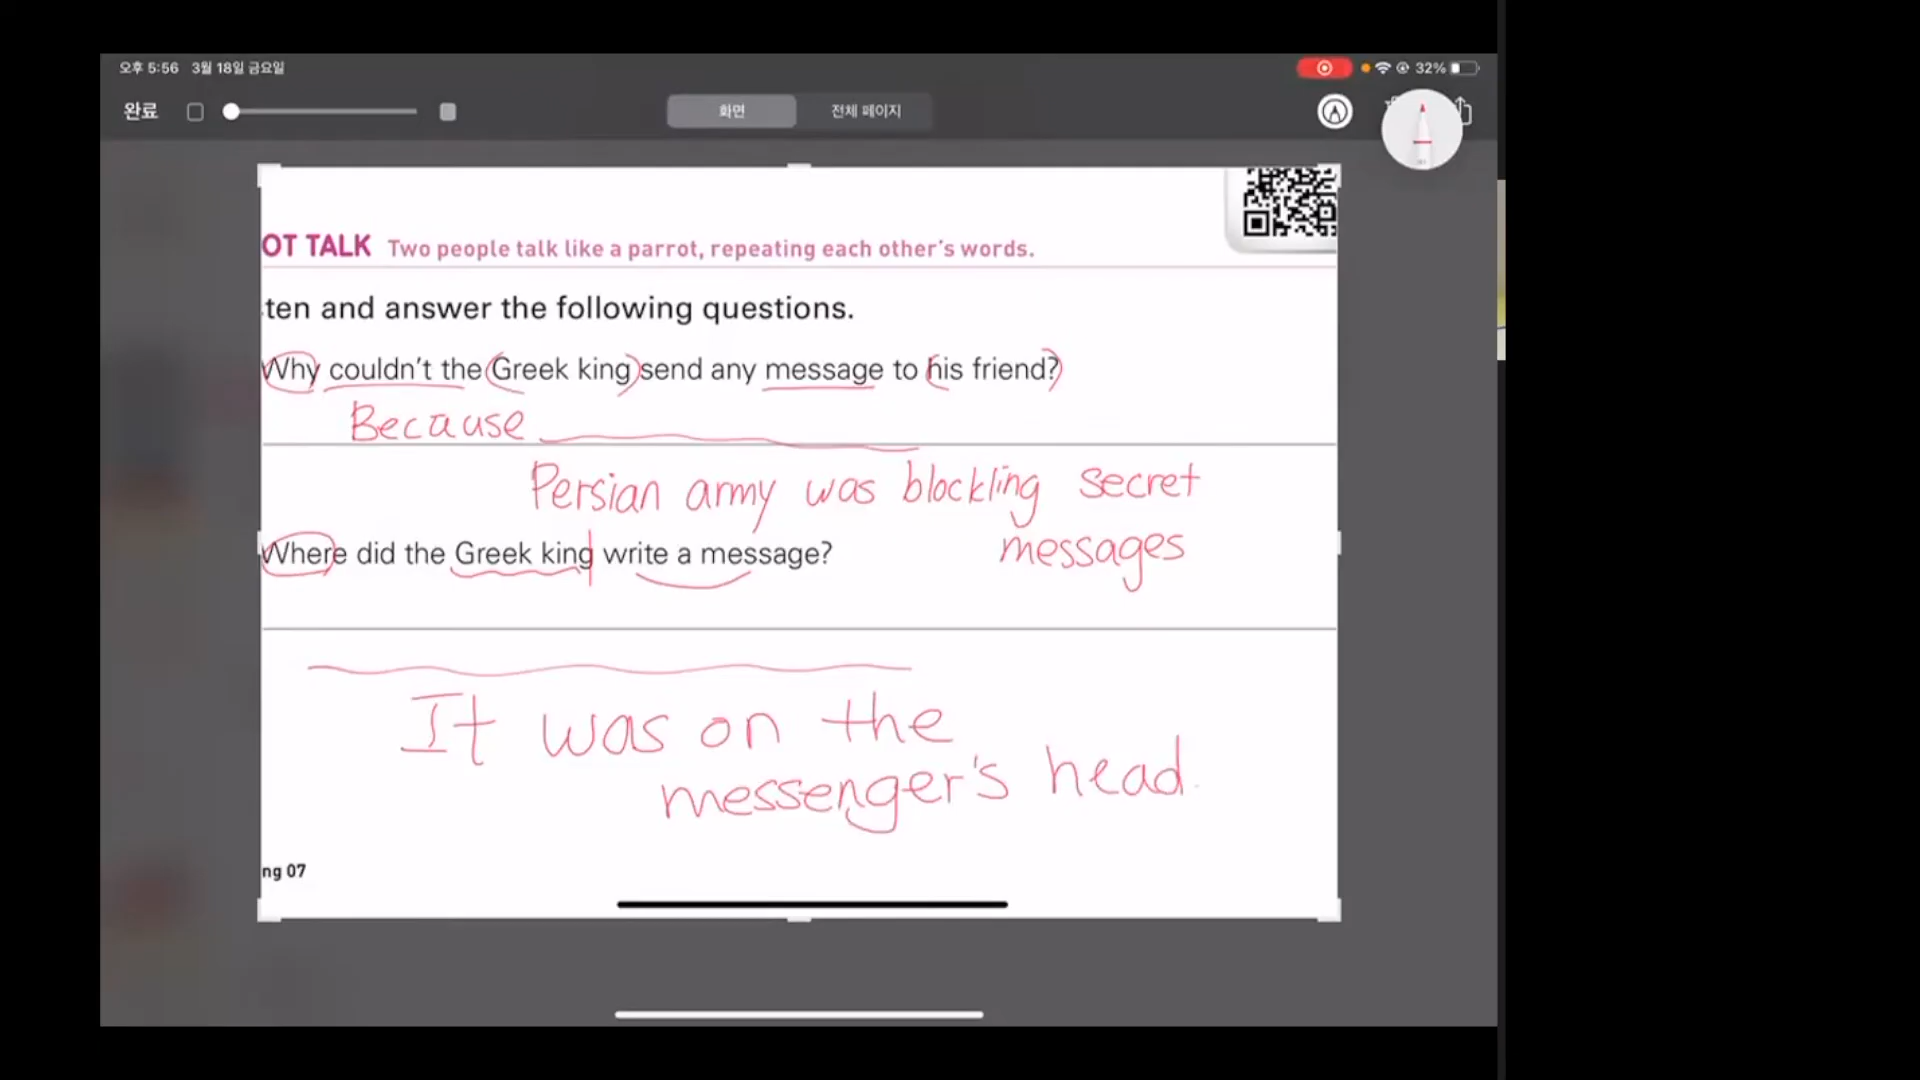 오후 5:56 3월 18일 금요일
32%
완료
화면
전체 페이지
OT TALK Two people talk like a parrot, repeating each other's words.
ten and answer the following questions.
Why couldn't the Greek king send any message to his friend?
Because
Persian army was blockling secret
messages
Where did the Greek king write a message?
It was on the
messenger's head.
ng 07